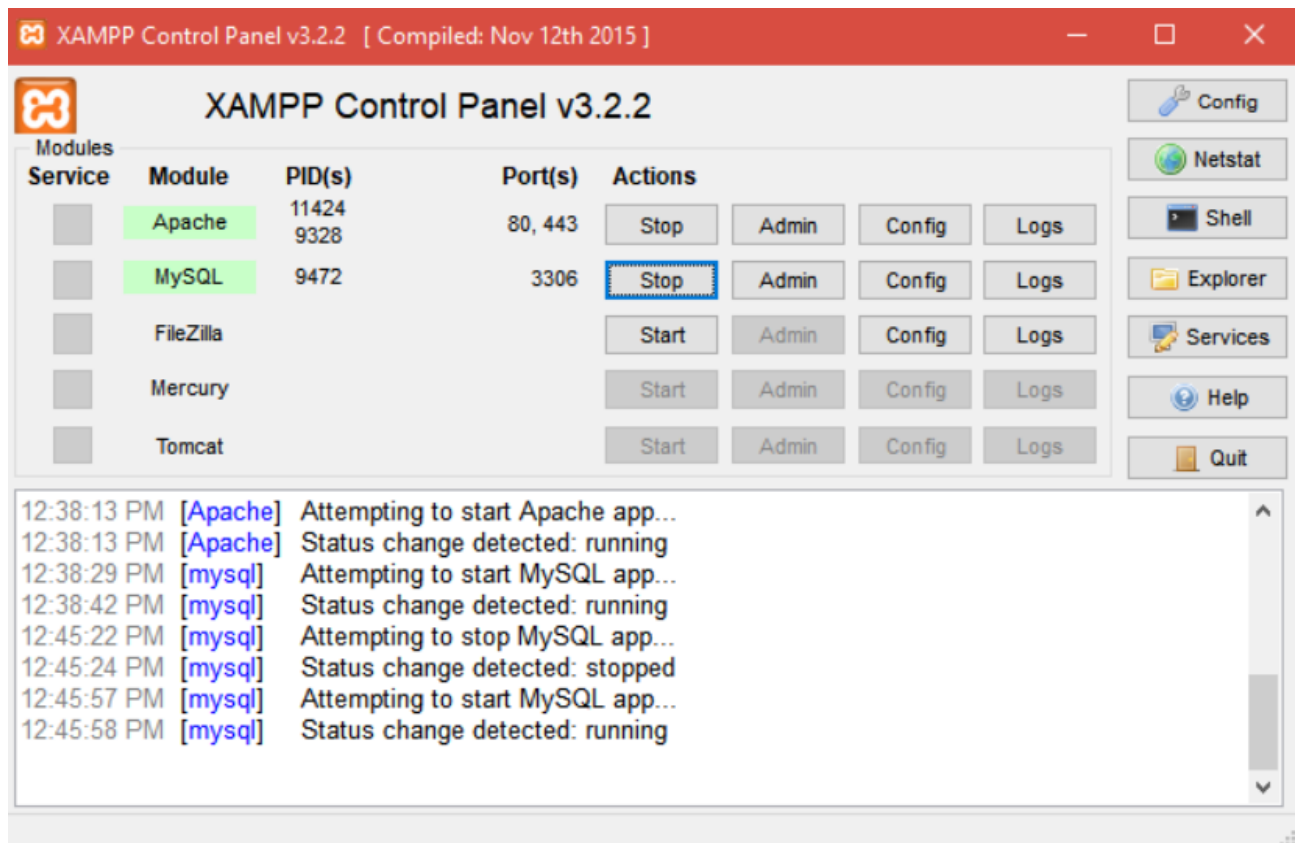 XAMPP Control Panel v3.2.2 [ Compiled: Nov 12th 2015 ]
XAMPP Control Panel v3.2.2
Config
Modules
Netstat
Service Module PID(s) Port(s) Actions
Apache 11424 9328 80, 443 Stop Admin Config Logs
Shell
MySQL 9472 3306 Stop Admin Config Logs
Explorer
FileZilla Start Admin Config Logs
Services
Mercury Start Admin Config Logs
Help
Tomcat Start Admin Config Logs
Quit
12:38:13 PM [Apache] Attempting to start Apache app...
12:38:13 PM [Apache] Status change detected: running
12:38:29 PM [mysql] Attempting to start MySQL app...
12:38:42 PM [mysql] Status change detected: running
12:45:22 PM [mysql] Attempting to stop MySQL app...
12:45:24 PM [mysql] Status change detected: stopped
12:45:57 PM [mysql] Attempting to start MySQL app...
12:45:58 PM [mysql] Status change detected: running